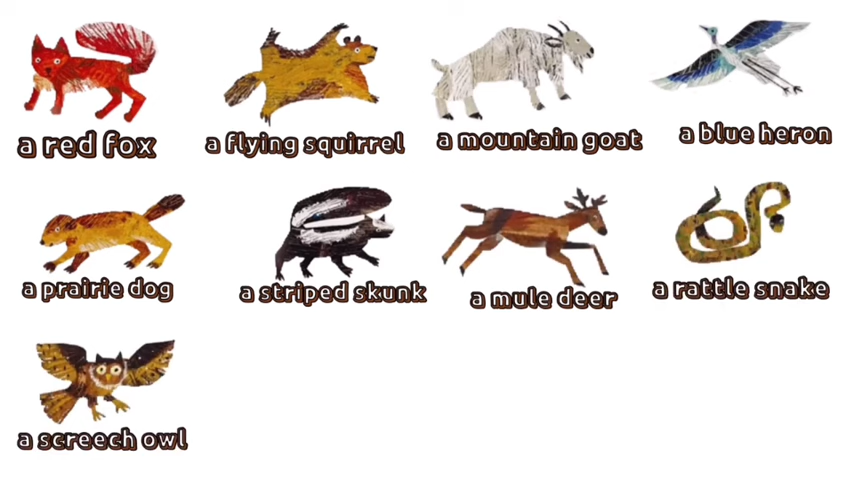 a red fox
a flying squirrel
a mountain goat
a blue heron
a prairie dog
a striped skunk
a mule deer
a rattle snake
a screech owl